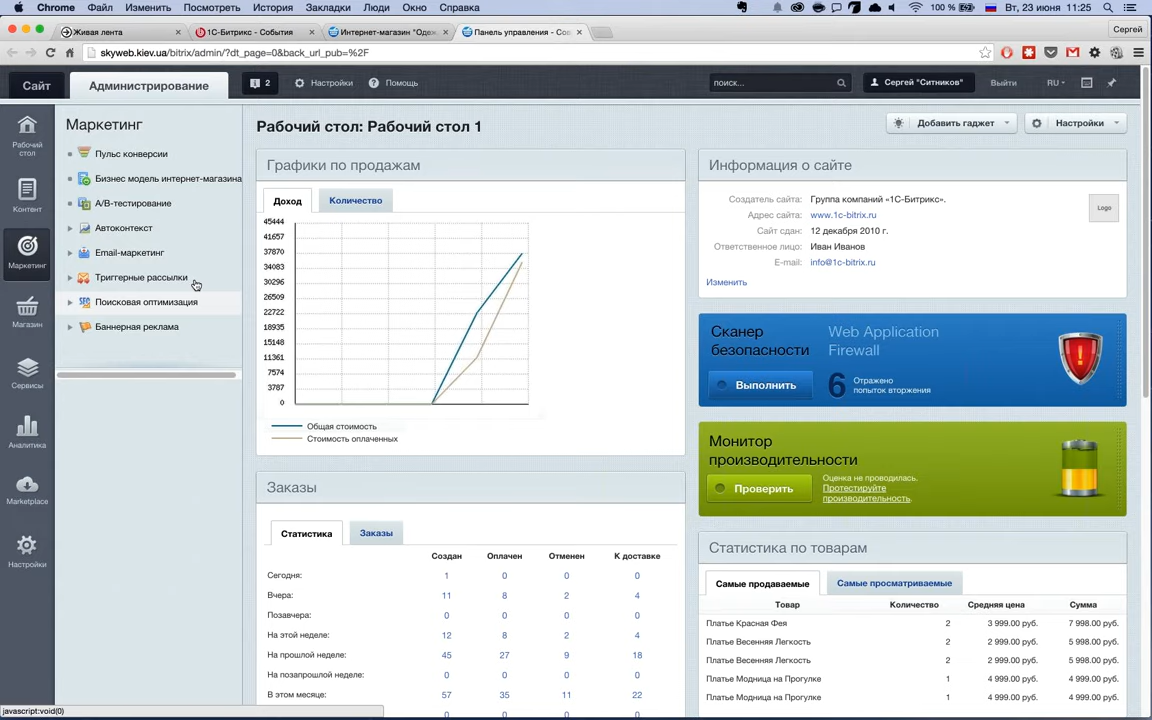 Chrome Файл Изменить Посмотреть История Закладки Люди Окно Справка 100 % Вт, 23 июня 11:25
Живая лента 1С-Битрикс - События Интернет-магазин "Одеж Панель управления - Сов Сергей
skyweb.kiev.ua/bitrix/admin/?dt_page=0&back_url_pub=%2F
Сайт Администрирование 2 Настройки Помощь поиск... Сергей "Ситников" Выйти RU
Рабочий стол
Контент
Маркетинг
Магазин
Сервисы
Аналитика
Marketplace
Настройки
Маркетинг
Пульс конверсии
Бизнес модель интернет-магазина
A/B-тестирование
Автоконтекст
Email-маркетинг
Триггерные рассылки
Поисковая оптимизация
Баннерная реклама
Рабочий стол: Рабочий стол 1
Добавить гаджет Настройки
Графики по продажам
Доход Количество
45444
41657
37870
34083
30296
26509
22722
18935
15148
11361
7574
3787
0
Общая стоимость
Стоимость оплаченных
Заказы
Статистика Заказы
Создан Оплачен Отменен К доставке
Сегодня: 1 0 0 0
Вчера: 11 8 2 4
Позавчера: 0 0 0 0
На этой неделе: 12 8 2 4
На прошлой неделе: 45 27 9 18
На позапрошлой неделе: 0 0 0 0
В этом месяце: 57 35 11 22
0 0 0 0
Информация о сайте
Создатель сайта: Группа компаний «1С-Битрикс».
Адрес сайта: www.1c-bitrix.ru
Сайт сдан: 12 декабря 2010 г.
Ответственное лицо: Иван Иванов
E-mail: info@1c-bitrix.ru
Logo
Изменить
Сканер безопасности
Выполнить
Web Application Firewall
6 Отражено попыток вторжения
Монитор производительности
Проверить
Оценка не проводилась.
Протестируйте
производительность.
Статистика по товарам
Самые продаваемые Самые просматриваемые
Товар Количество Средняя цена Сумма
Платье Красная Фея 2 3 999.00 руб. 7 998.00 руб.
Платье Весенняя Легкость 2 2 999.00 руб. 5 998.00 руб.
Платье Весенняя Легкость 2 2 999.00 руб. 5 998.00 руб.
Платье Модница на Прогулке 1 4 999.00 руб. 4 999.00 руб.
Платье Модница на Прогулке 1 4 999.00 руб. 4 999.00 руб.
javascript:void(0)